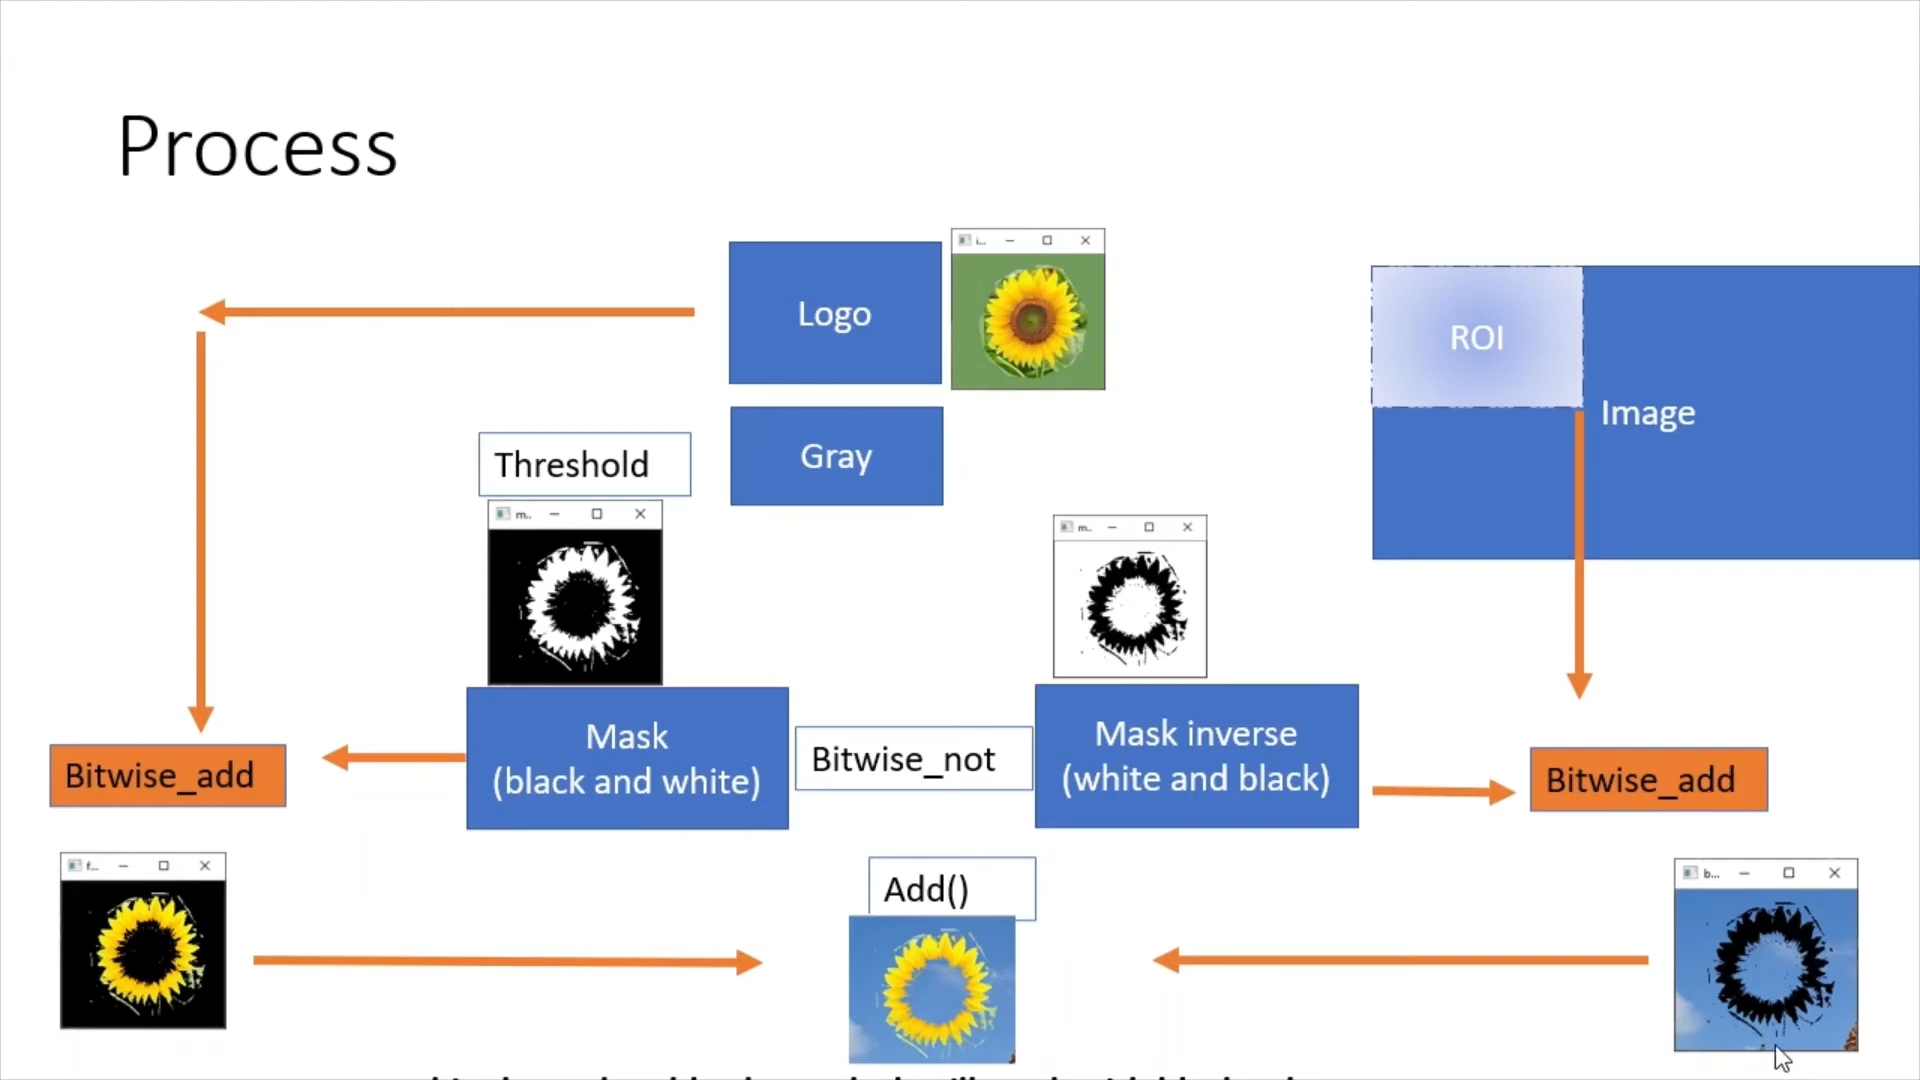 Process
Logo
i...
ROI
Image
Gray
Threshold
m..
m..
Mask
(black and white)
Bitwise_not
Mask inverse
(white and black)
Bitwise_add
Bitwise_add
f...
Add()
b...